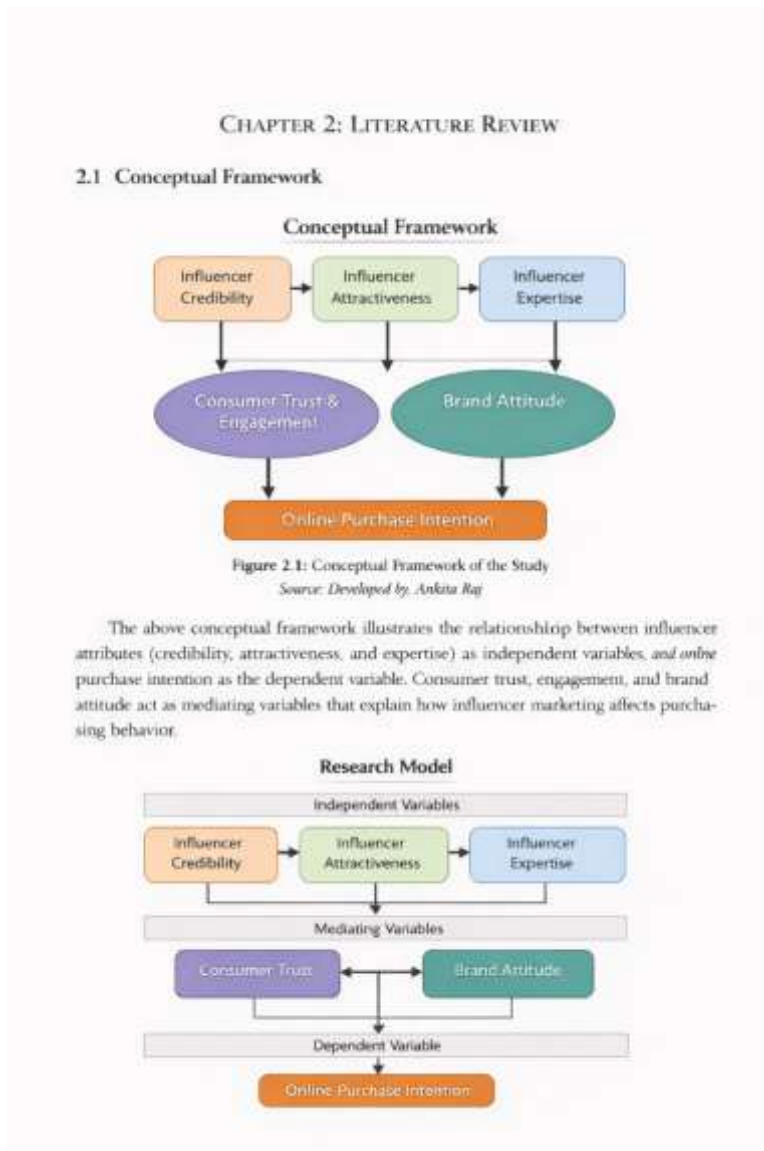 CHAPTER 2: LITERATURE REVIEW
2.1 Conceptual Framework
Conceptual Framework
Influencer
Credibility
Influencer
Attractiveness
Influencer
Expertise
Consumer Trust &
Engagement
Brand Attitude
Online Purchase Intention
Figure 2.1: Conceptual Framework of the Study
Source: Developed by, Ankita Raj
The above conceptual framework illustrates the relationship between influencer
attributes (credibility, attractiveness, and expertise) as independent variables, and online
purchase intention as the dependent variable. Consumer trust, engagement, and brand
attitude act as mediating variables that explain how influencer marketing affects purcha-
sing behavior.
Research Model
Independent Variables
Influencer
Credibility
Influencer
Attractiveness
Influencer
Expertise
Mediating Variables
Consumer Trust
Brand Attitude
Dependent Variable
Online Purchase Intention